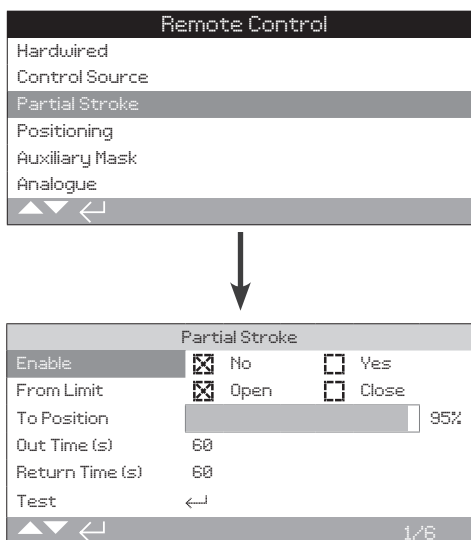 Remote Control
Hardwired
Control Source
Partial Stroke
Positioning
Auxiliary Mask
Analogue
Partial Stroke
Enable No Yes
From Limit Open Close
To Position 95%
Out Time (s) 60
Return Time (s) 60
Test
1/6